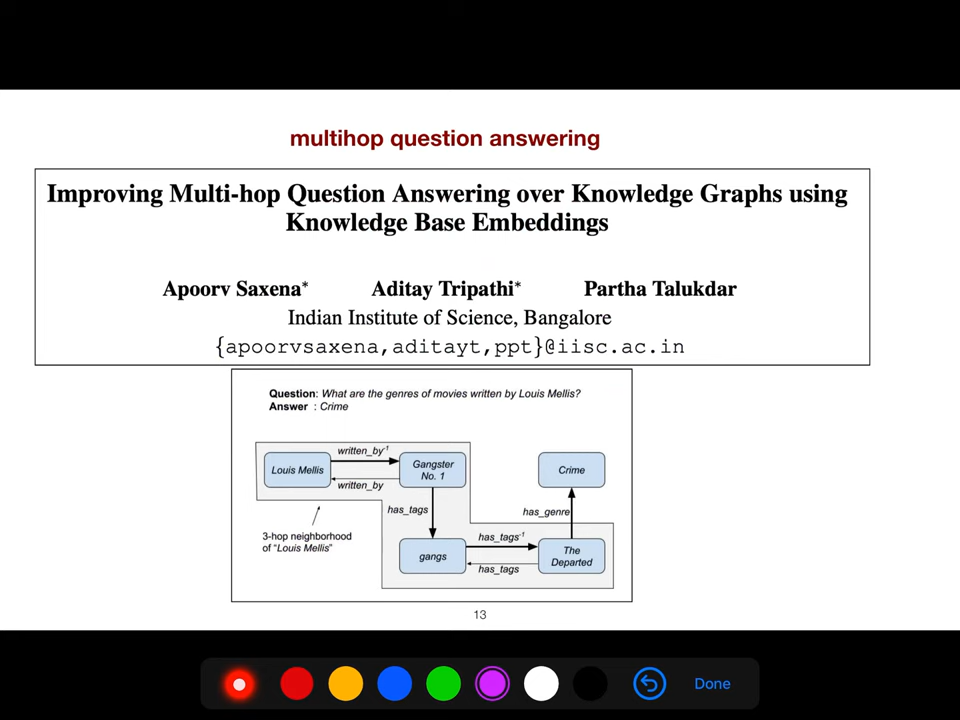 multihop question answering
Improving Multi-hop Question Answering over Knowledge Graphs using
Knowledge Base Embeddings
Apoorv Saxena* Aditay Tripathi* Partha Talukdar
Indian Institute of Science, Bangalore
{apoorvsaxena,aditayt,ppt}@iisc.ac.in
Question: What are the genres of movies written by Louis Mellis?
Answer : Crime
written_by-1
Louis Mellis
Gangster
No. 1
Crime
written_by
has_tags
has_genre
3-hop neighborhood
of "Louis Mellis"
has_tags-1
gangs
The
Departed
has_tags
13
Done